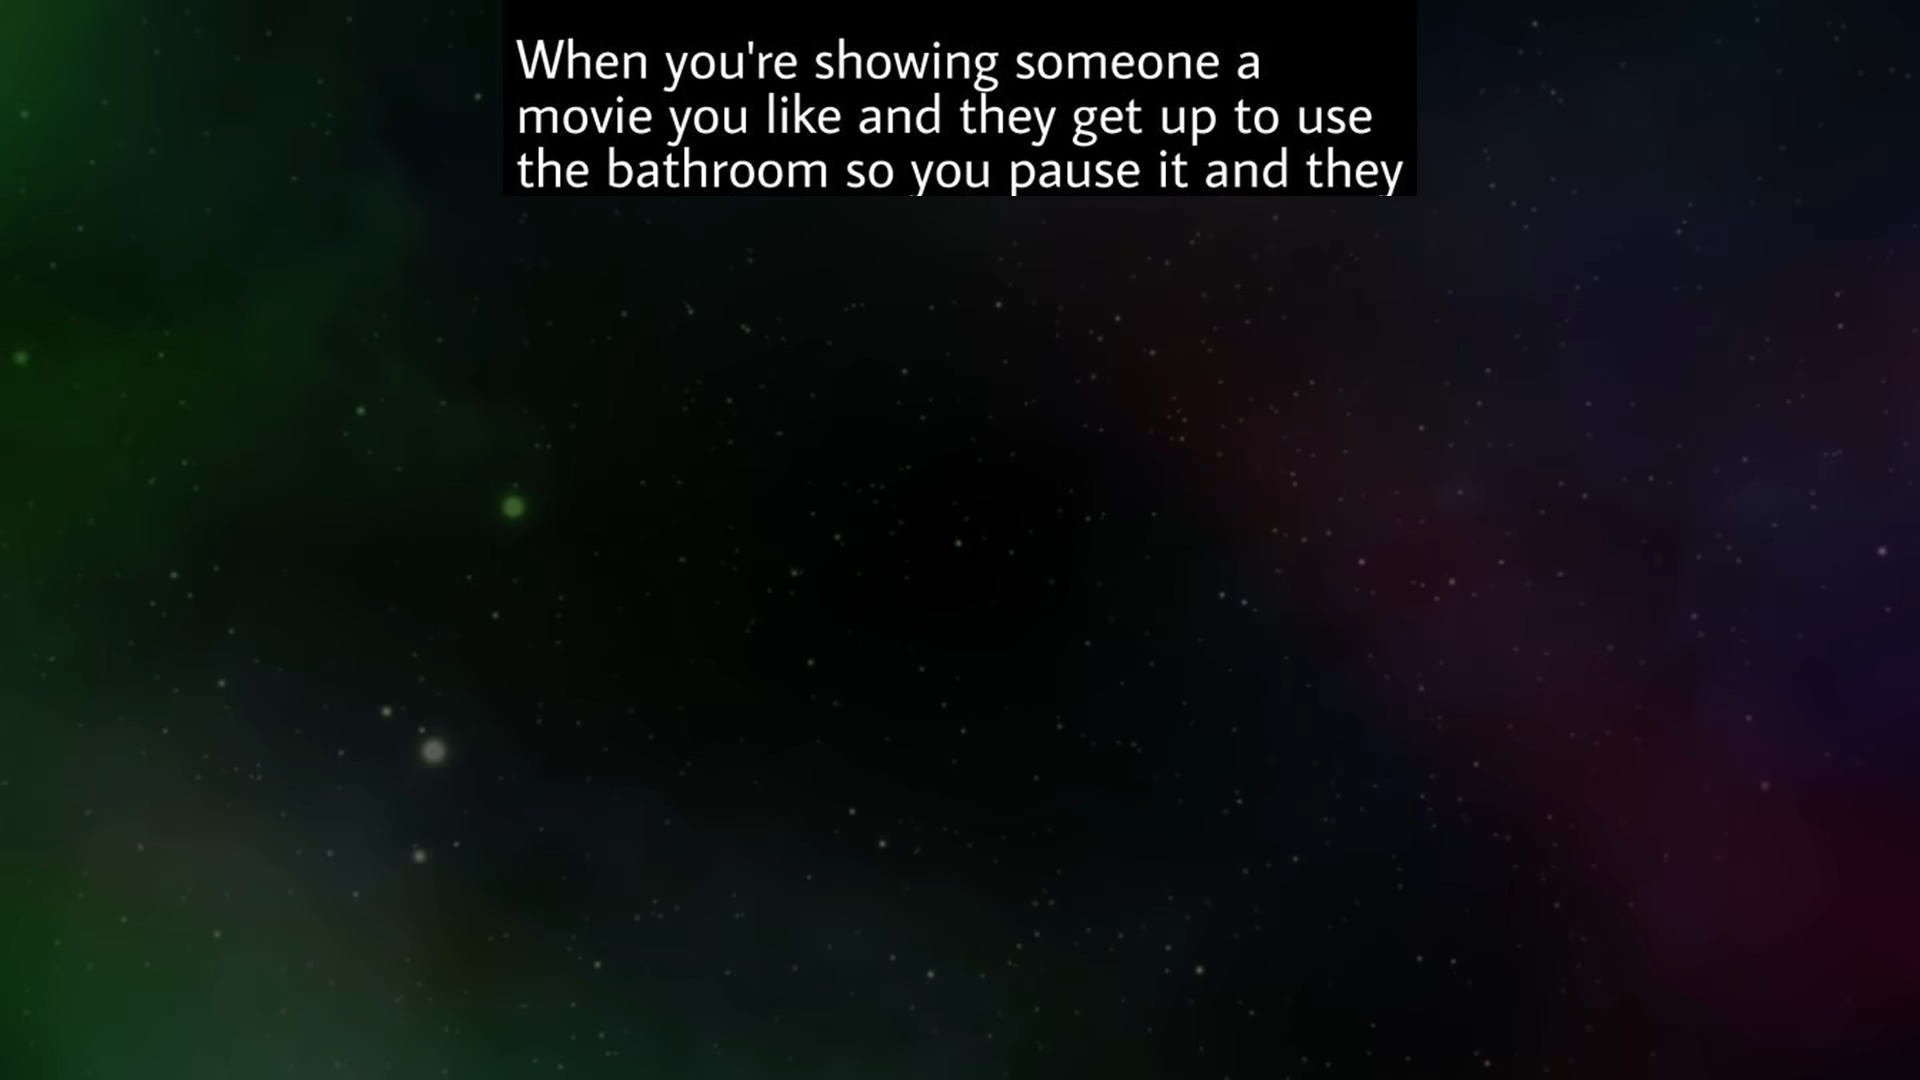 When you're showing someone a
movie you like and they get up to use
the bathroom so you pause it and they